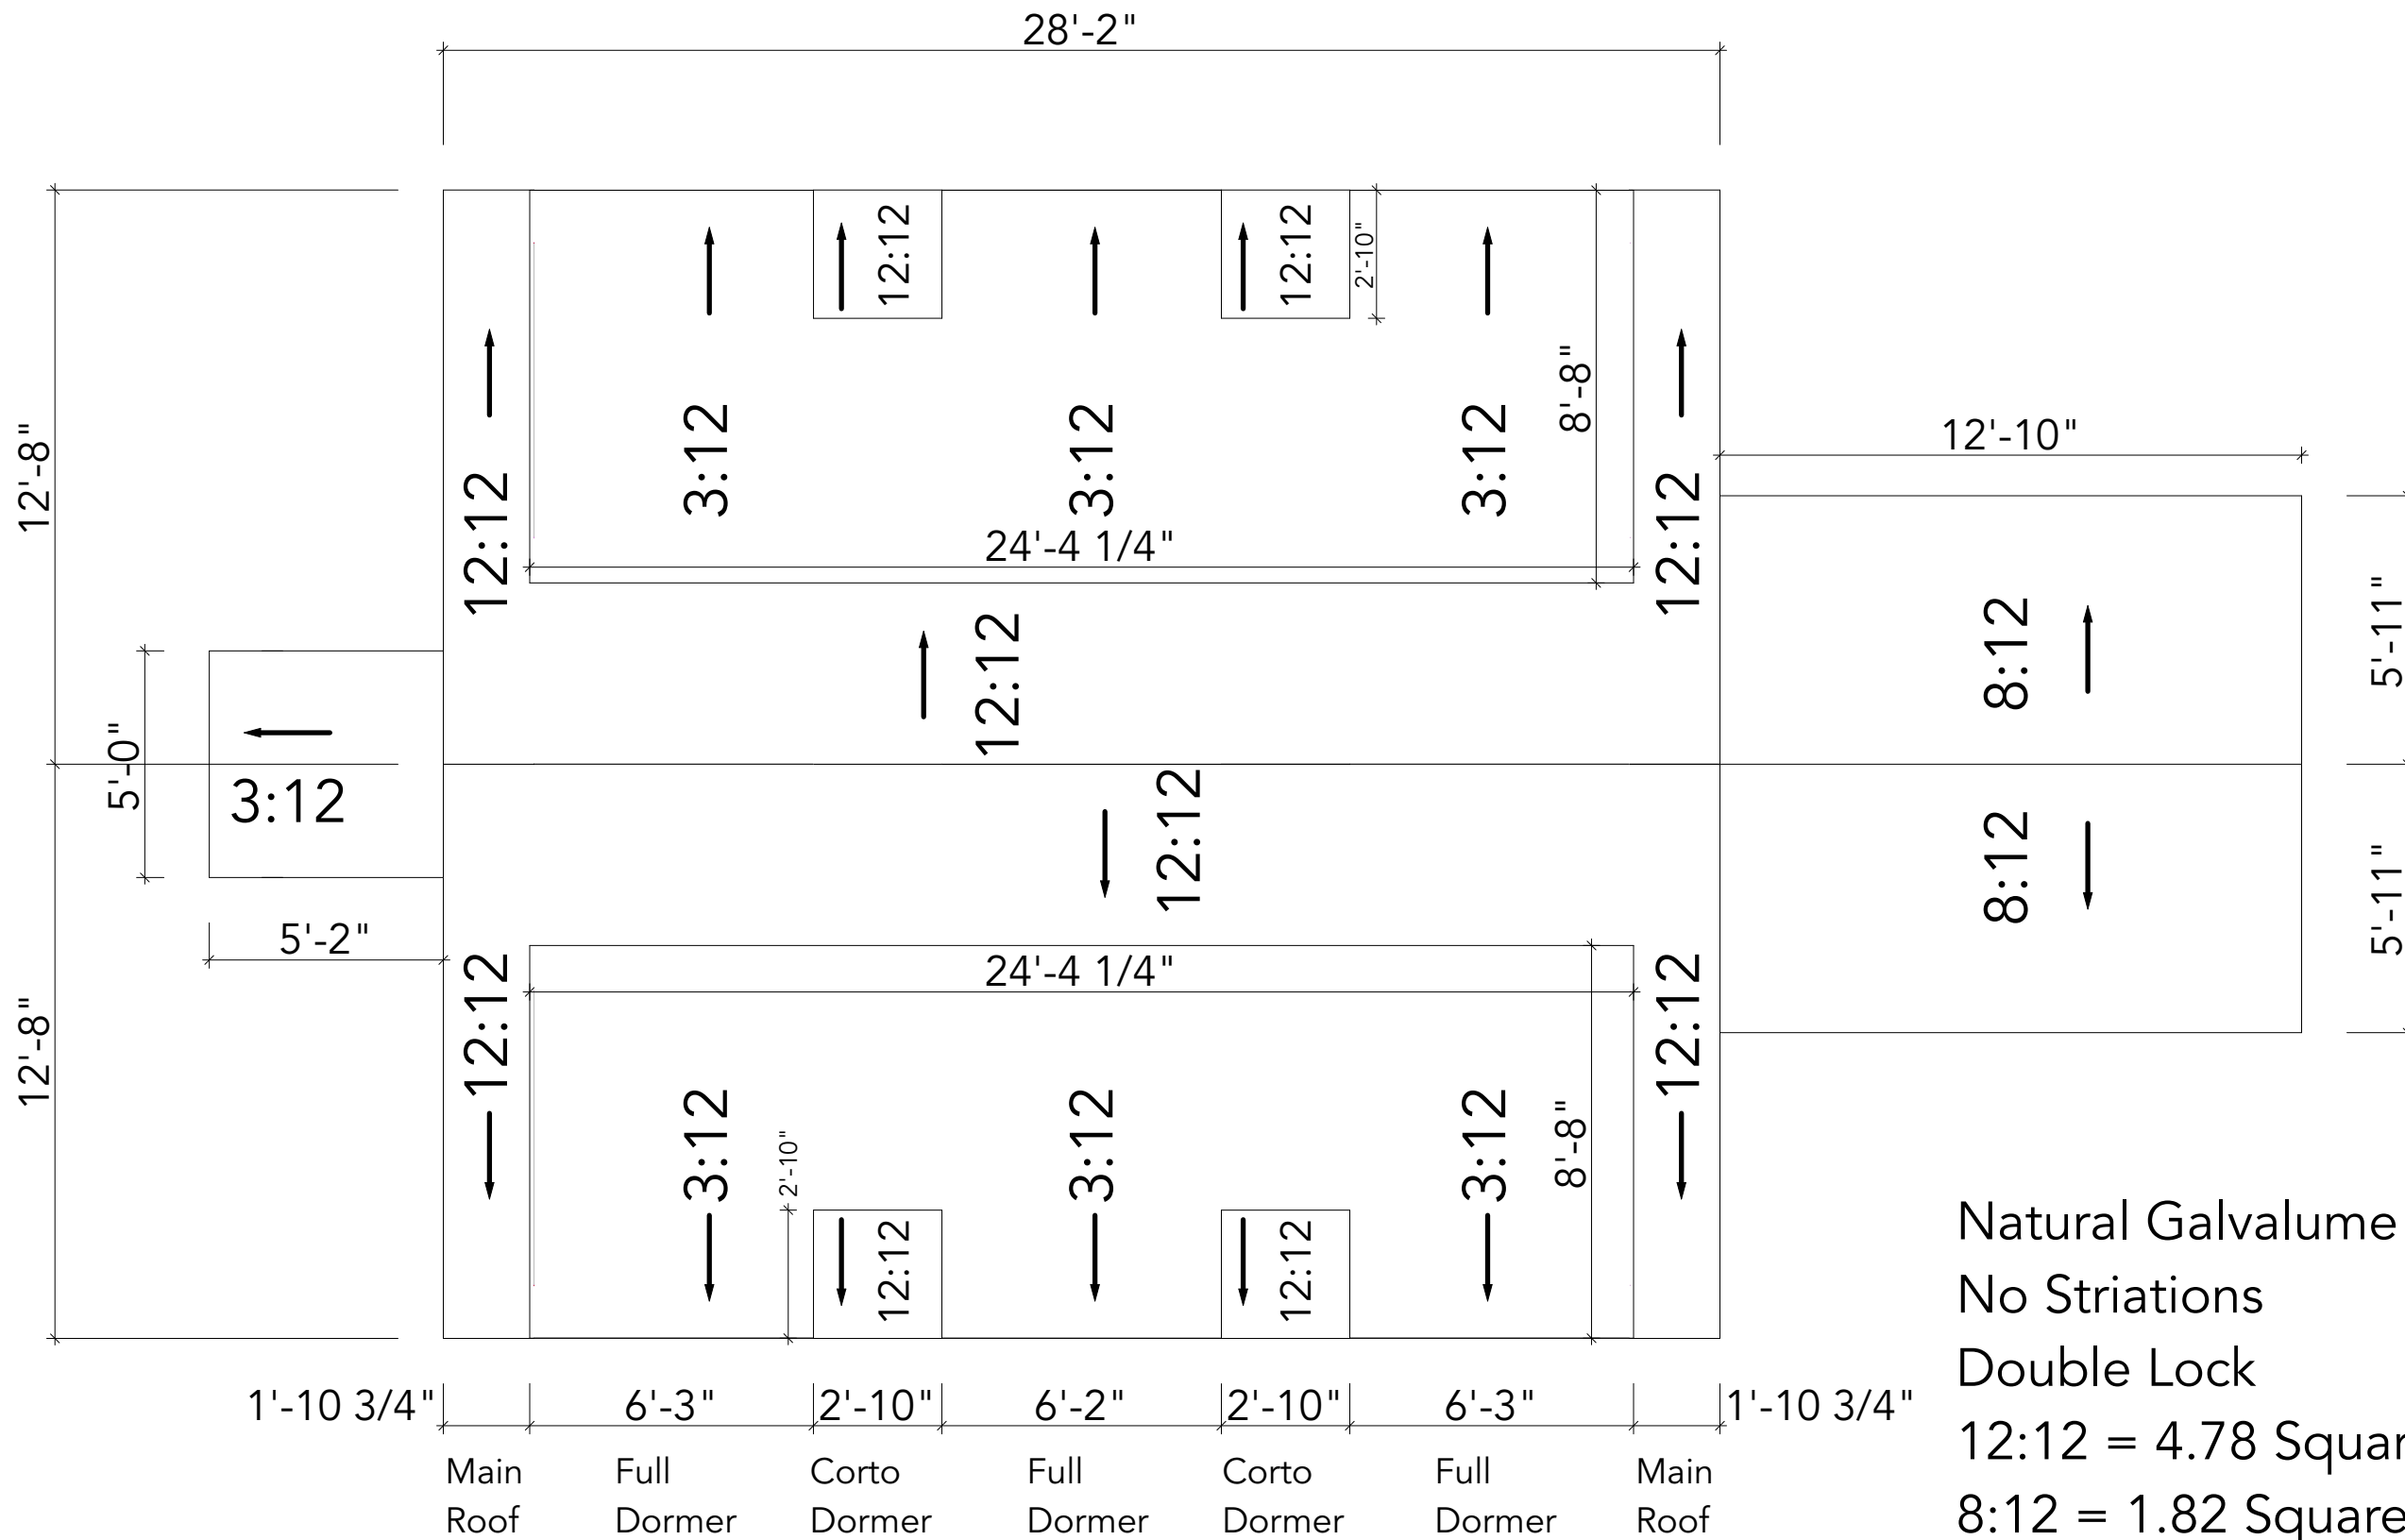 28'-2"
12:12
12:12
2'-10"
3:12
3:12
3:12
8'-8"
12'-10"
12'-8"
12:12
12:12
24'-4 1/4"
5'-11"
8:12
12:12
5'-0"
3:12
12:12
8:12
5'-11"
5'-2"
24'-4 1/4"
12:12
12:12
12'-8"
3:12
3:12
3:12
2'-10"
8'-8"
12:12
12:12
Natural Galvalume
No Striations
Double Lock
12:12 = 4.78
8:12 = 1.82
1'-10 3/4"
6'-3"
2'-10"
6'-2"
2'-10"
6'-3"
1'-10 3/4"
Main
Roof
Full
Dormer
Corto
Dormer
Full
Dormer
Corto
Dormer
Full
Dormer
Main
Roof